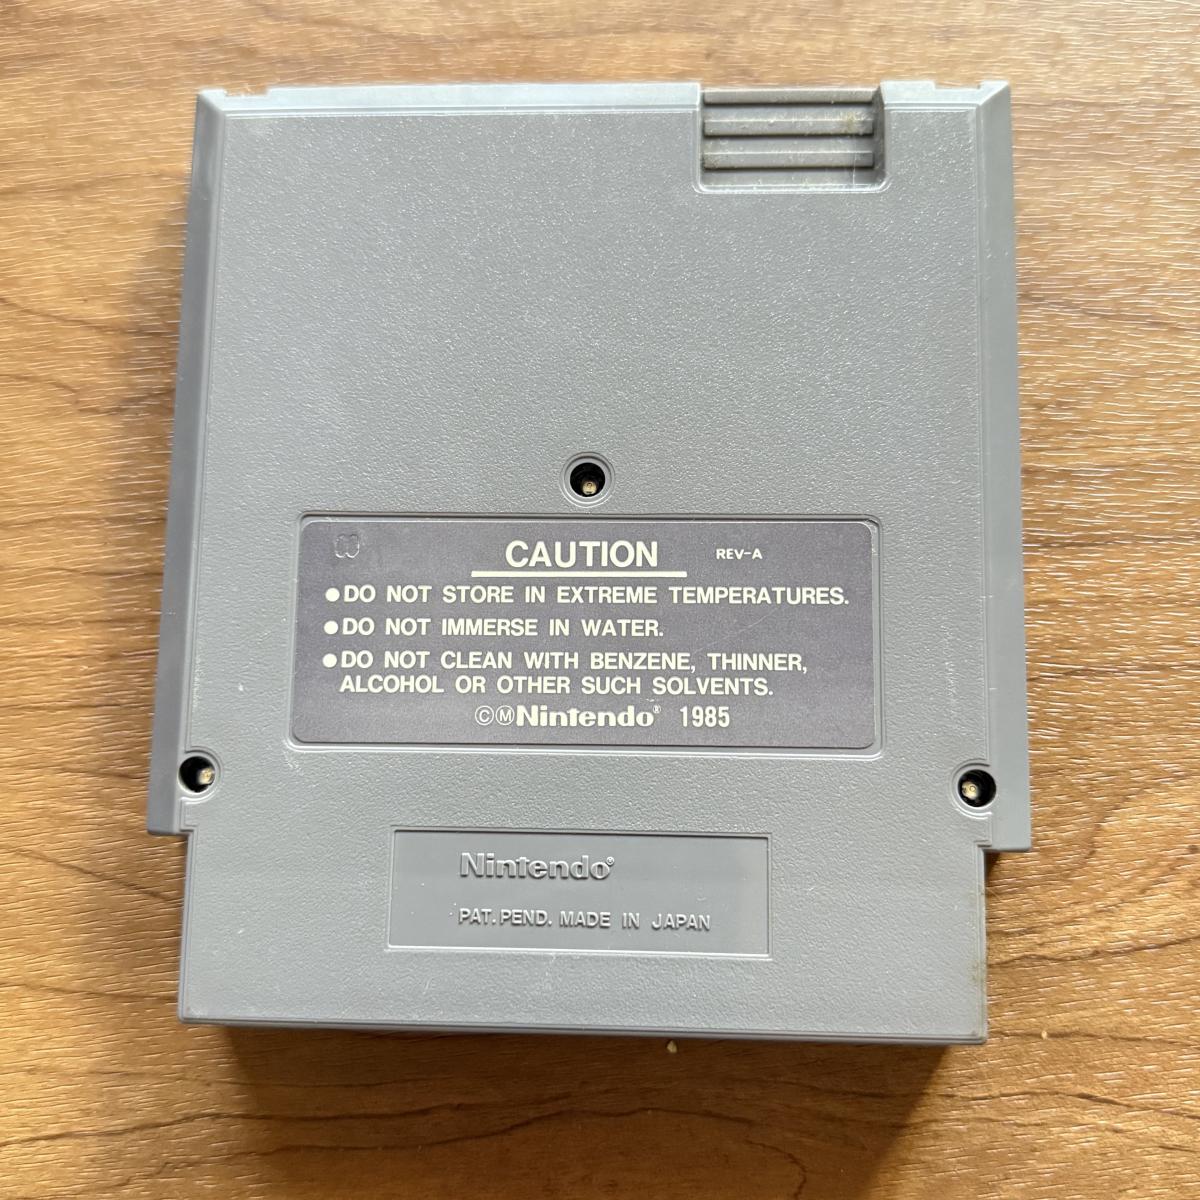 CAUTION REV-A
●DO NOT STORE IN EXTREME TEMPERATURES.
●DO NOT IMMERSE IN WATER.
●DO NOT CLEAN WITH BENZENE, THINNER,
ALCOHOL OR OTHER SUCH SOLVENTS.
©ⓂNintendo® 1985
Nintendo®
PAT. PEND. MADE IN JAPAN